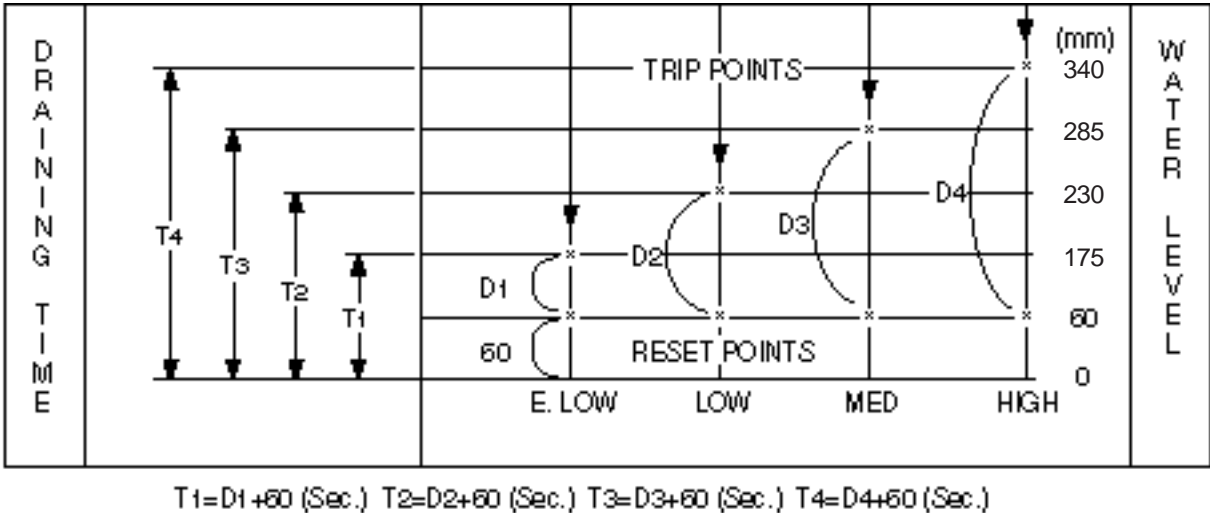 DRAINING TIME
TRIP POINTS
(mm)
340
285
230
175
60
0
WATER LEVEL
T4
T3
T2
T1
D1
D2
D3
D4
60
RESET POINTS
E. LOW
LOW
MED
HIGH
T1=D1+60 (Sec.) T2=D2+60 (Sec.) T3=D3+60 (Sec.) T4=D4+60 (Sec.)